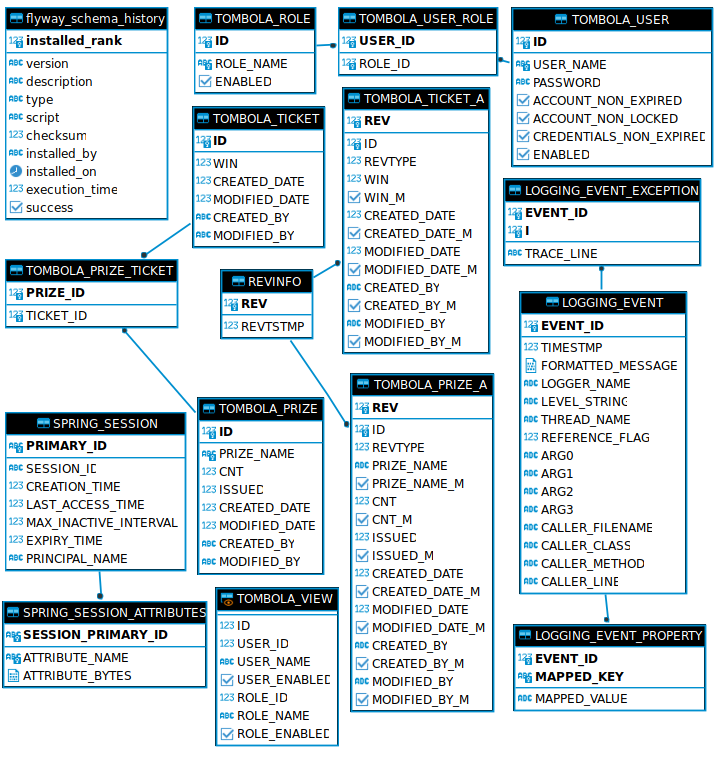 flyway_schema_history
installed_rank
version
description
type
script
checksum
installed_by
installed_on
execution_time
success
TOMBOLA_ROLE
ID
ROLE_NAME
ENABLED
TOMBOLA_USER_ROLE
USER_ID
ROLE_ID
TOMBOLA_USER
ID
USER_NAME
PASSWORD
ACCOUNT_NON_EXPIRED
ACCOUNT_NON_LOCKED
CREDENTIALS_NON_EXPIRED
ENABLED
TOMBOLA_TICKET
ID
WIN
CREATED_DATE
MODIFIED_DATE
CREATED_BY
MODIFIED_BY
TOMBOLA_TICKET_A
REV
ID
REVTYPE
WIN
WIN_M
CREATED_DATE
CREATED_DATE_M
MODIFIED_DATE
MODIFIED_DATE_M
CREATED_BY
CREATED_BY_M
MODIFIED_BY
MODIFIED_BY_M
LOGGING_EVENT_EXCEPTION
EVENT_ID
I
TRACE_LINE
TOMBOLA_PRIZE_TICKET
PRIZE_ID
TICKET_ID
REVINFO
REV
REVTSTMP
LOGGING_EVENT
EVENT_ID
TIMESTMP
FORMATTED_MESSAGE
LOGGER_NAME
LEVEL_STRING
THREAD_NAME
REFERENCE_FLAG
ARG0
ARG1
ARG2
ARG3
CALLER_FILENAME
CALLER_CLASS
CALLER_METHOD
CALLER_LINE
SPRING_SESSION
PRIMARY_ID
SESSION_ID
CREATION_TIME
LAST_ACCESS_TIME
MAX_INACTIVE_INTERVAL
EXPIRY_TIME
PRINCIPAL_NAME
TOMBOLA_PRIZE
ID
PRIZE_NAME
CNT
ISSUED
CREATED_DATE
MODIFIED_DATE
CREATED_BY
MODIFIED_BY
TOMBOLA_PRIZE_A
REV
ID
REVTYPE
PRIZE_NAME
PRIZE_NAME_M
CNT
CNT_M
ISSUED
ISSUED_M
CREATED_DATE
CREATED_DATE_M
MODIFIED_DATE
MODIFIED_DATE_M
CREATED_BY
CREATED_BY_M
MODIFIED_BY
MODIFIED_BY_M
SPRING_SESSION_ATTRIBUTES
SESSION_PRIMARY_ID
ATTRIBUTE_NAME
ATTRIBUTE_BYTES
TOMBOLA_VIEW
ID
USER_ID
USER_NAME
USER_ENABLED
ROLE_ID
ROLE_NAME
ROLE_ENABLED
LOGGING_EVENT_PROPERTY
EVENT_ID
MAPPED_KEY
MAPPED_VALUE